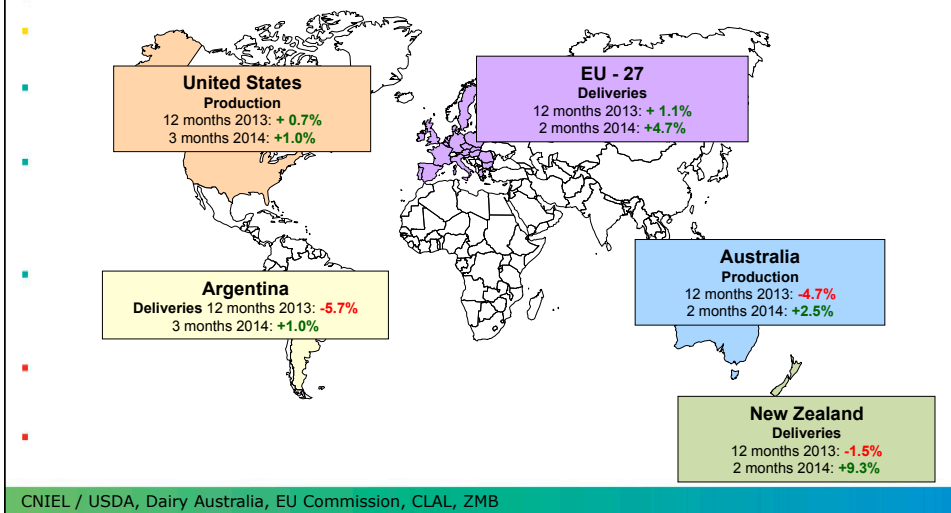 United States
Production
12 months 2013: + 0.7%
3 months 2014: +1.0%
EU - 27
Deliveries
12 months 2013: + 1.1%
2 months 2014: +4.7%
Argentina
Deliveries 12 months 2013: -5.7%
3 months 2014: +1.0%
Australia
Production
12 months 2013: -4.7%
2 months 2014: +2.5%
New Zealand
Deliveries
12 months 2013: -1.5%
2 months 2014: +9.3%
CNIEL / USDA, Dairy Australia, EU Commission, CLAL, ZMB